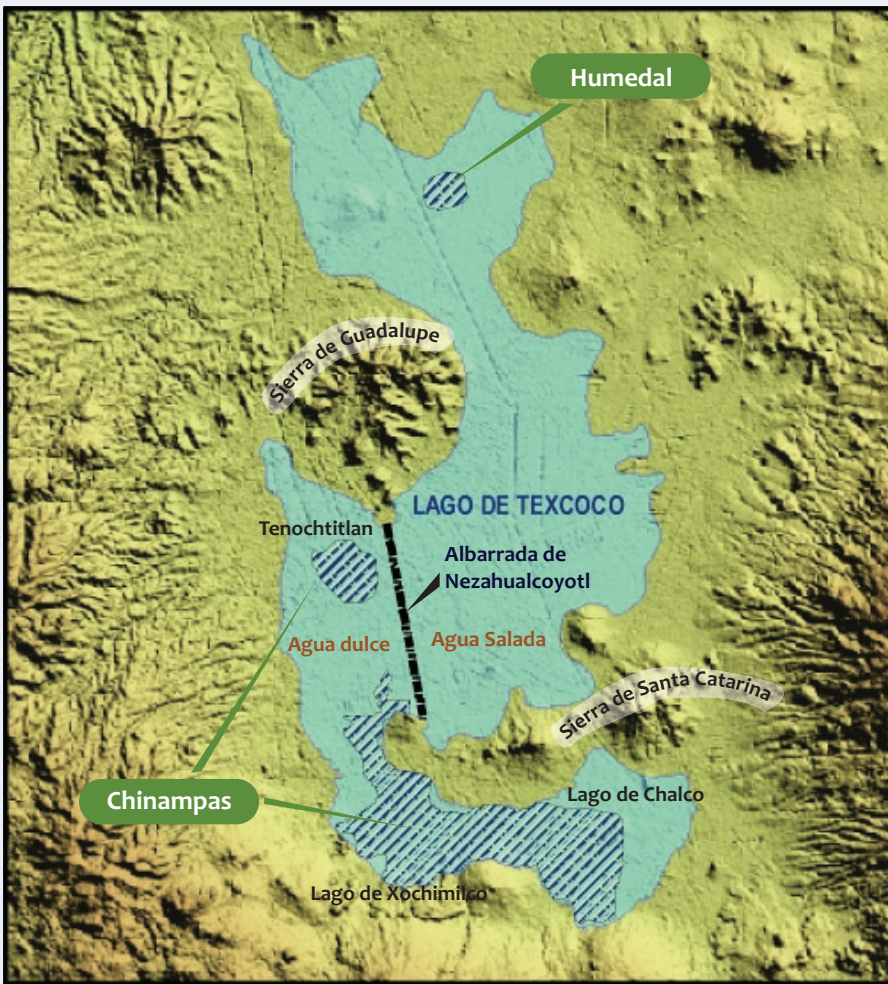 Humedal
Sierra de Guadalupe
LAGO DE TEXCOCO
Tenochtitlan
Albarrada de
Nezahualcoyotl
Agua dulce
Agua Salada
Sierra de Santa Catarina
Chinampas
Lago de Chalco
Lago de Xochimilco